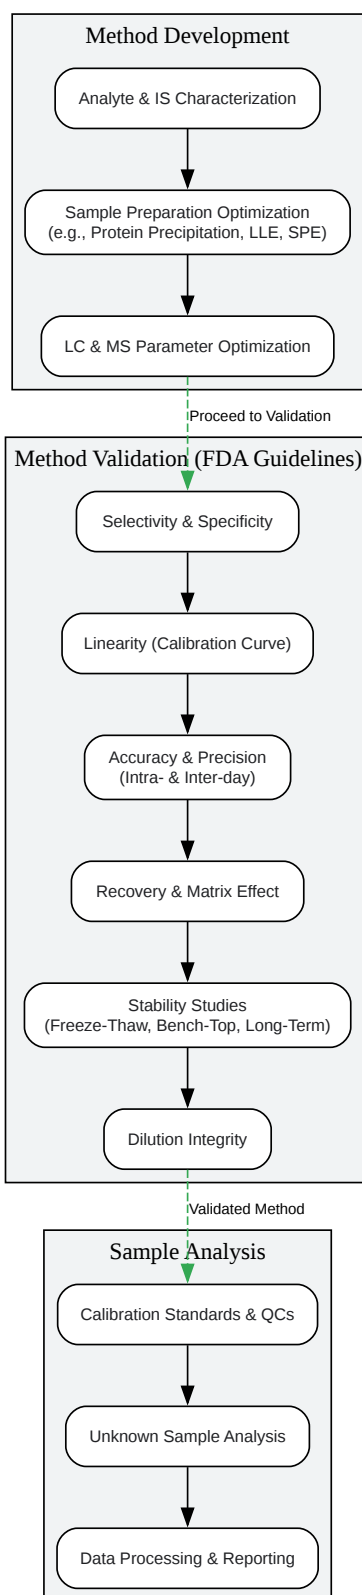 Method Development
Analyte & IS Characterization
Sample Preparation Optimization
(e.g., Protein Precipitation, LLE, SPE)
LC & MS Parameter Optimization
Proceed to Validation
Method Validation (FDA Guidelines)
Selectivity & Specificity
Linearity (Calibration Curve)
Accuracy & Precision
(Intra- & Inter-day)
Recovery & Matrix Effect
Stability Studies
(Freeze-Thaw, Bench-Top, Long-Term)
Dilution Integrity
Validated Method
Sample Analysis
Calibration Standards & QCs
Unknown Sample Analysis
Data Processing & Reporting